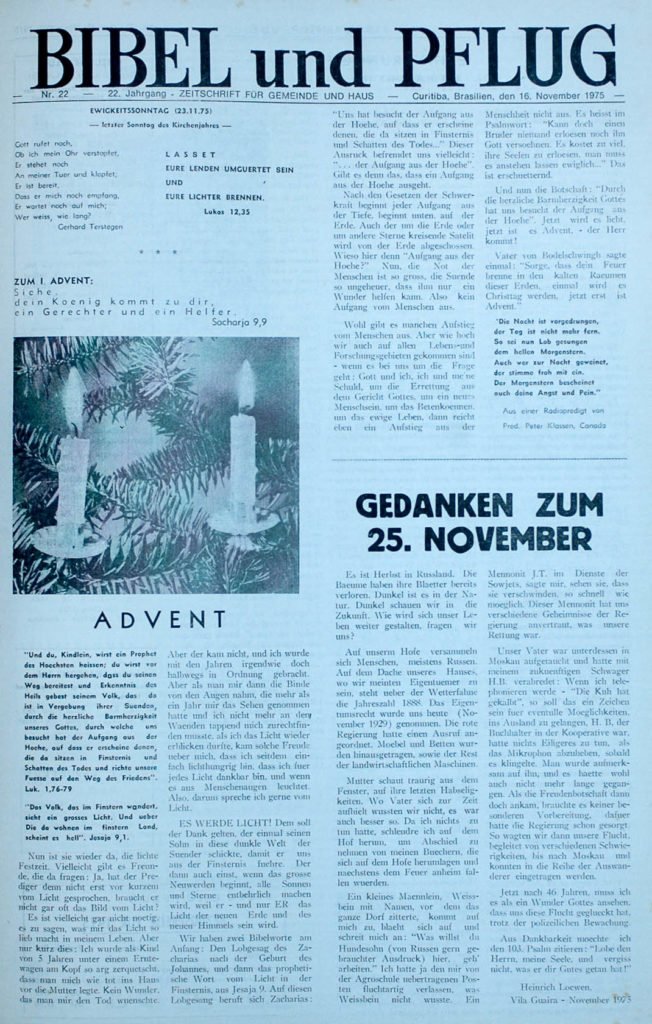 BIBEL und PFLUG
Nr. 22 — 22. Jahrgang - ZEITSCHRIFT FÜR GEMEINDE UND HAUS — Curitiba, Brasilien, den 16. November 1975 —
EWIGKEITSSONNTAG (23.11.75)
— letzter Sonntag des Kirchenjahres —
Gott rufet noch,
Ob ich mein Ohr verstopfet,
Er stehet noch
An meiner Tuer und klopfet,
Er ist bereit,
Dass er mich noch empfang,
Er wartet noch auf mich;
Wer weiss, wie lang?
Gerhard Terstegen
LASSET
EURE LENDEN UMGUERTET SEIN
UND
EURE LICHTER BRENNEN.
Lukas 12,35
* * *
ZUM I. ADVENT:
Siehe,
dein Koenig kommt zu dir,
ein Gerechter und ein Helfer.
Sacharja 9,9
ADVENT
"Und du, Kindlein, wirst ein Prophet
des Hoechsten heissen; du wirst vor
dem Herrn hergehen, dass du seinen
Weg bereitest und Erkenntnis des
Heils gebest seinem Volk, das da
ist in Vergebung ihrer Suenden,
durch die herzliche Barmherzigkeit
unseres Gottes, durch welche uns
besucht hat der Aufgang aus der
Hoehe, auf dass er erscheine denen,
die da sitzen in Finsternis und
Schatten des Todes und richte unsere
Fuesse auf den Weg des Friedens".
Luk. 1,76-79
"Das Volk, das im Finstern wandert,
sieht ein grosses Licht. Und ueber
Die da wohnen im finstern Land,
scheint es hell". Jesaja 9,1.
Nun ist sie wieder da, die lichte
Festzeit. Vielleicht gibt es Freun-
de, die da fragen: Ja, hat der Pre-
diger denn nicht erst vor kurzem
vom Licht gesprochen, braucht er
nicht gar oft das Bild vom Licht?
Es ist vielleicht gar nicht noetig,
es zu sagen, was mir das Licht so
lieb macht in meinem Leben. Aber
nur kurz dies: Ich wurde als Kind
von 5 Jahren unter einem Ernte-
wagen am Kopf so arg zerquetscht,
dass man mich wie tot ins Haus
vor die Mutter legte. Kein Wunder,
das man mir den Tod wuenschte.
Aber der kam nicht, und ich wurde
mit den Jahren irgendwie doch
halbwegs in Ordnung gebracht.
Aber als man mir dann die Binde
von den Augen nahm, die mehr als
ein Jahr mir das Sehen genommen
hatte und ich nicht mehr an den
Waenden tappend mich zurechtfin-
den musste, als ich das Licht wieder
erblicken durfte, kam solche Freude
ueber mich, dass ich seitdem ein-
fach lichthungrig bin, dass ich fuer
jedes Licht dankbar bin, und wenn
es aus Menschenaugen leuchtet.
Also, darum spreche ich gerne vom
Licht.
ES WERDE LICHT! Dem soll
der Dank gelten, der einmal seinen
Sohn in diese dunkle Welt der
Suender schickte, damit er uns
aus der Finsternis fuehre. Der
dann auch einst, wenn das grosse
Neuwerden beginnt, alle Sonnen
und Sterne entbehrlich machen
wird, weil er - und nur ER das
Licht der neuen Erde und des
neuen Himmels sein wird.
Wir haben zwei Bibelworte am
Anfang: Den Lobgesang des Za-
charias nach der Geburt des
Johannes, und dann das propheti-
sche Wort vom Licht in der
Finsternis, aus Jesaja 9. Auf diesen
Lobgesang beruft sich Zacharias:
"Uns hat besucht der Aufgang aus
der Hoehe, auf dass er erscheine
denen, die da sitzen in Finsternis
und Schatten des Todes..." Dieser
Ausruck befremdet uns vielleicht:
". . . der Aufgang aus der Hoehe".
Gibt es denn das, dass ein Aufgang
aus der Hoehe ausgeht.
Nach den Gesetzen der Schwer-
kraft beginnt jeder Aufgang aus
der Tiefe, beginnt unten, auf der
Erde. Auch der um die Erde oder
um andere Sterne kreisende Satelit
wird von der Erde abgeschossen.
Wieso hier denn "Aufgang aus der
Hoehe?" Nun, die Not der
Menschen ist so gross, die Suende
so ungeheuer, dass ihm nur ein
Wunder helfen kann. Also kein
Aufgang vom Menschen aus.
Wohl gibt es manchen Aufstieg
vom Menschen aus. Aber wie hoch
wir auch auf allen Lebens-und
Forschungsgebieten gekommen sind
- wenn es bei uns um die Frage
geht: Gott und ich, ich und meine
Schuld, um die Errettung aus
dem Gericht Gottes, um ein neues
Menschsein, um das Beienkoemen,
um das ewige Leben, dann reicht
eben ein Aufstieg aus der
Menschheit nicht aus. Es heisst im
Psalmwort: "Kann doch einen
Bruder niemand erloesen noch ihn
Gott versoehnen. Es kostet zu viel,
ihre Seelen zu erloesen, man muss
es anstehen lassen ewiglich..." Das
ist erschuetternd.
Und nun die Botschaft: "Durch
die herzliche Barmherzigkeit Gottes
hat uns besucht der Aufgang aus
der Hoehe". Jetzt wird es licht,
jetzt ist es Advent, - der Herr
kommt!
Vater von Bodelschwingh sagte
einmal: "Sorge, dass dein Feuer
brenne in den kalten Raeumen
dieser Erden, einmal wird es
Christtag werden, jetzt erst ist
Advent."
"Die Nacht ist vorgedrungen,
der Tag ist nicht mehr fern.
So sei nun Lob gesungen
dem hellen Morgenstern.
Auch wer zur Nacht geweinet,
der stimme froh mit ein.
Der Morgenstern bescheinet
auch deine Angst und Pein."
Aus einer Radiopredigt von
Pred. Peter Klassen, Canada
GEDANKEN ZUM
25. NOVEMBER
Es ist Herbst in Russland. Die
Baeume haben ihre Blaetter bereits
verloren. Dunkel ist es in der Na-
tur. Dunkel schauen wir in die
Zukunft. Wie wird sich unser Le-
ben weiter gestalten, fragen wir
uns?
Auf unserm Hofe versammeln
sich Menschen, meistens Russen.
Auf dem Dache unseres Hauses,
wo wir meinten Eigentuemer zu
sein, steht ueber der Wetterfahne
die Jahreszahl 1888. Das Eigen-
tumsrecht wurde uns heute (
November 1929) genommen. Die rote
Regierung hatte einen Ausruf an-
geordnet. Moebel und Betten wur-
den hinausgetragen, sowie der Rest
der landwirtschaftlichen Maschinen.
Mutter schaut traurig aus dem
Fenster, auf ihre letzten Habselig-
keiten. Wo Vater sich zur Zeit
aufhielt wussten wir nicht, es war
auch besser so. Da ich nichts zu
tun hatte, schlendre ich auf dem
Hof herum, um Abschied zu
nehmen von meinen Buechern, die
sich auf dem Hofe herumlagen und
naechstens dem Feuer anheim fal-
len wuerden.
Ein kleines Maennlein, Weiss-
bein mit Namen, vor dem das
ganze Dorf zitterte, kommt auf
mich zu, blaeht sich auf und
schreit mich an: "Was willst du
Hundesohn (von Russen gern ge-
brauchter Ausdruck) hier, geh'
arbeiten." Ich hatte ja den mir von
der Agroschule uebertragenen Pos-
ten fluchtartig verlassen, was
Weissbein nicht wusste. Ein
Mennonit J.T. im Dienste der
Sowjets, sagte mir, sehen sie, dass
sie verschwinden, so schnell wie
moeglich. Dieser Mennonit hat uns
verschiedene Geheimnisse der Re-
gierung anvertraut, was unsere
Rettung war.
Unser Vater war unterdessen in
Moskau aufgetaucht und hatte mit
meinem zukuenftigen Schwager
H.B. verabredet: Wenn ich tele-
phonieren werde - "Die Kuh hat
gekalbt", so soll das ein Zeichen
sein fuer eventuelle Moeglichkeiten,
ins Ausland zu gelangen. H. B. der
Buchhalter in der Kooperative war,
hatte nichts Eiligeres zu tun, als
das Mikrophon abzuheben, sobald
es klingelte. Man wurde aufmerk-
sam auf ihn, und es haette wohl
auch nicht mehr lange gegan-
gen. Als die Freudenbotschaft dann
doch ankam, brauchte es keiner be-
sonderen Vorbereitung, dafuer
hatte die Regierung schon gesorgt.
So wagten wir dann unsere Flucht,
begleitet von verschiedenen Schwie-
rigkeiten, bis nach Moskau und
konnten in die Reihe der Auswan-
derer eingetragen werden.
Jetzt nach 46 Jahren, muss ich
es als ein Wunder Gottes ansehen,
dass uns diese Flucht geglueckt hat,
trotz der polizeilichen Bewachung.
Aus Dankbarkeit moechte ich
den 103. Psalm zitieren: "Lobe den
Herrn, meine Seele, und vergiss
nicht, was er dir Gutes getan hat!"
Heinrich Loewen,
Vila Guaira - November 1975